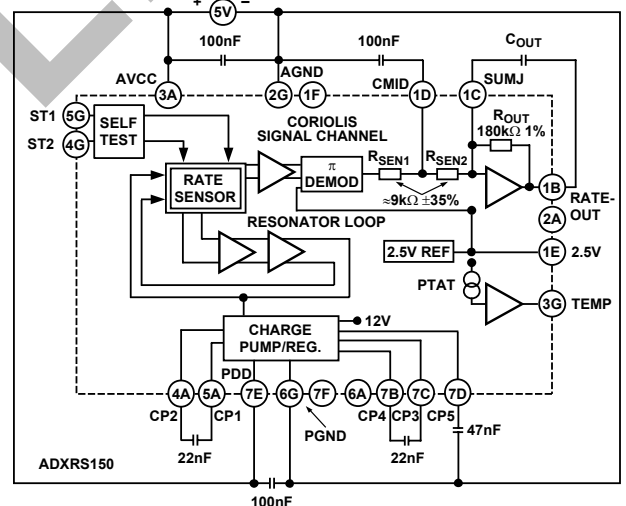 + 5V −
100nF
100nF
COUT
AVCC
AGND
CMID
SUMJ
3A
2G
1F
1D
1C
ST1 5G
ST2 4G
SELF
TEST
CORIOLIS
SIGNAL CHANNEL
ROUT
180kΩ 1%
RSEN1
RSEN2
π
DEMOD
RATE
SENSOR
≈9kΩ ±35%
1B
RATE-
OUT
2A
RESONATOR LOOP
2.5V REF
1E 2.5V
PTAT
3G TEMP
12V
CHARGE
PUMP/REG.
PDD
4A
5A
7E
6G
7F
6A
7B
7C
7D
CP2
CP1
PGND
CP4
CP3
CP5
22nF
22nF
47nF
ADXRS150
100nF